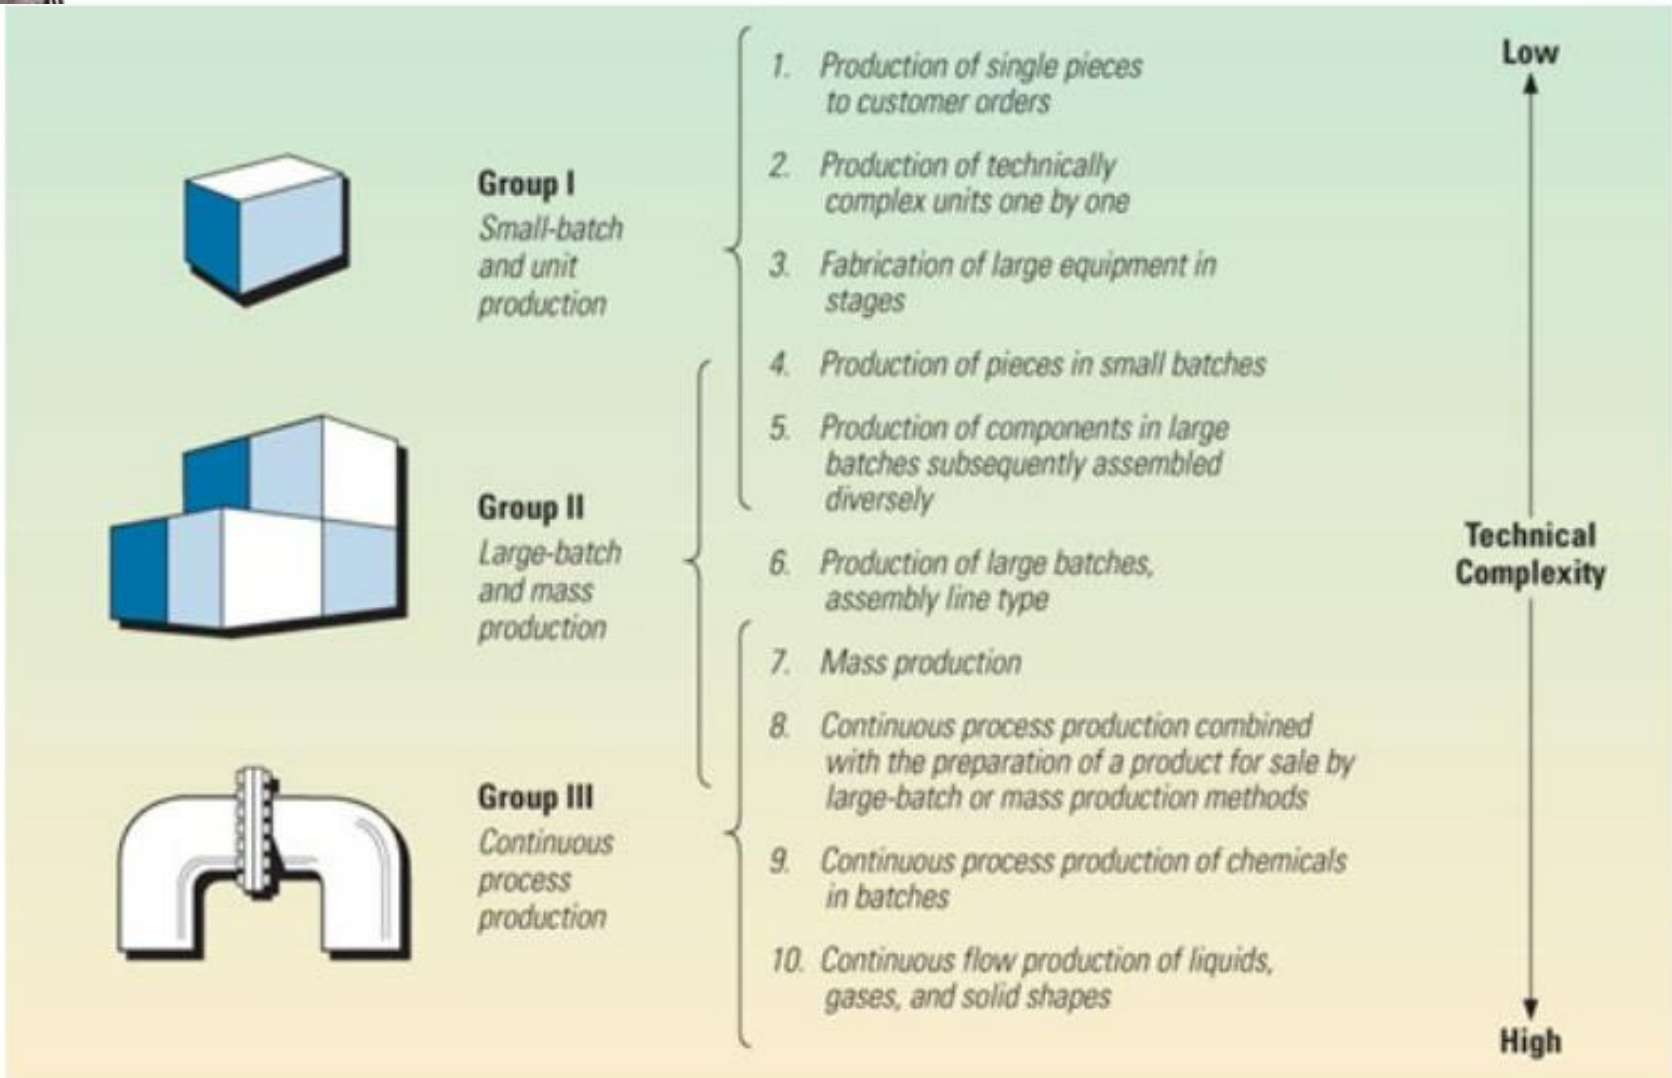 Low
1. Production of single pieces
to customer orders
2. Production of technically
complex units one by one
Group I
Small-batch
and unit
production
3. Fabrication of large equipment in
stages
4. Production of pieces in small batches
5. Production of components in large
batches subsequently assembled
diversely
Group II
Large-batch
and mass
production
6. Production of large batches,
assembly line type
Technical
Complexity
7. Mass production
8. Continuous process production combined
with the preparation of a product for sale by
large-batch or mass production methods
Group III
Continuous
process
production
9. Continuous process production of chemicals
in batches
10. Continuous flow production of liquids,
gases, and solid shapes
High